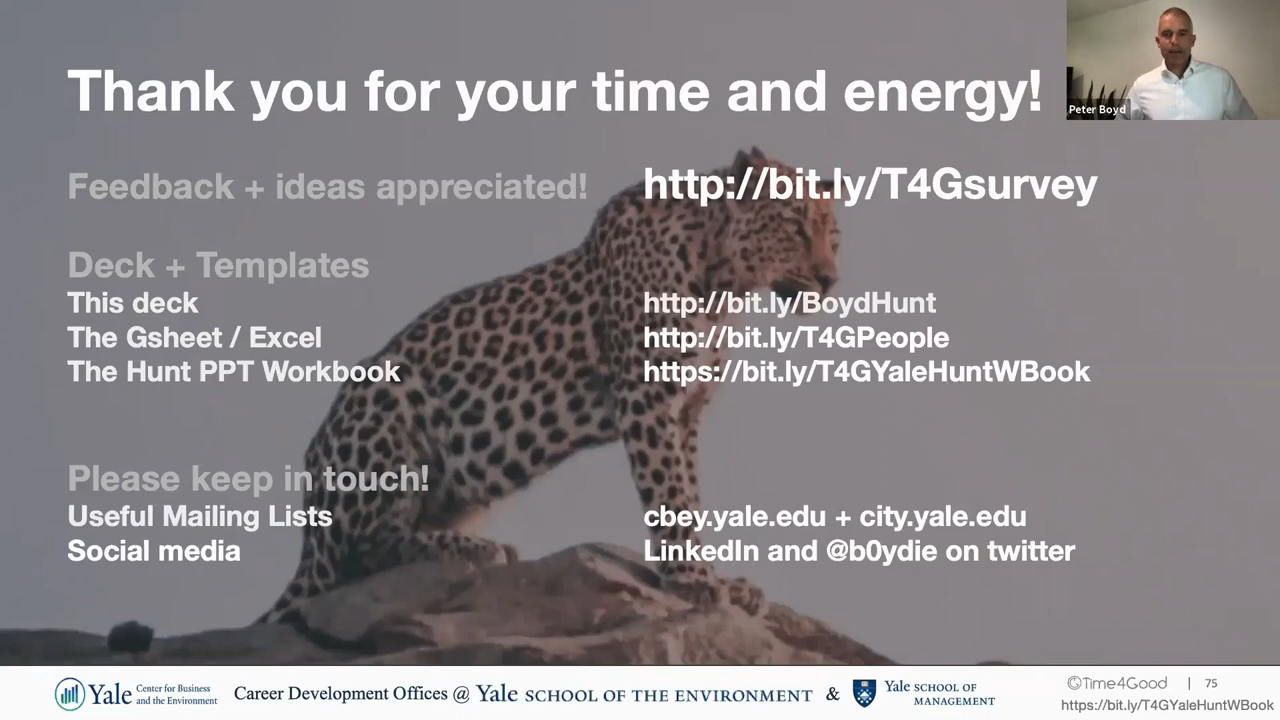 Thank you for your time and energy!
Peter Boyd
Feedback + ideas appreciated! http://bit.ly/T4Gsurvey
Deck + Templates
This deck http://bit.ly/BoydHunt
The Gsheet / Excel http://bit.ly/T4GPeople
The Hunt PPT Workbook https://bit.ly/T4GYaleHuntWBook
Please keep in touch!
Useful Mailing Lists cbey.yale.edu + city.yale.edu
Social media LinkedIn and @b0ydie on twitter
Yale Center for Business and the Environment Career Development Offices @ Yale SCHOOL OF THE ENVIRONMENT & Yale SCHOOL OF MANAGEMENT
©Time4Good | 75
https://bit.ly/T4GYaleHuntWBook